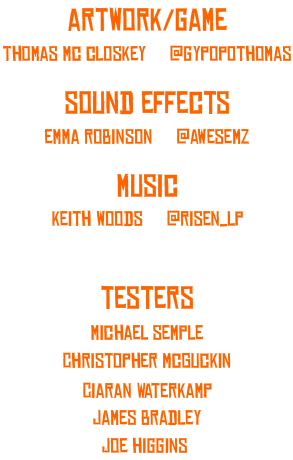 ARTWORK/GAME
THOMAS MC CLOSKEY @GYPOPOTHOMAS
SOUND EFFECTS
EMMA ROBINSON @AWESEMZ
MUSIC
KEITH WOODS @RISEN_LP
TESTERS
MICHAEL SEMPLE
CHRISTOPHER MCGUCKIN
CIARAN WATERKAMP
JAMES BRADLEY
JOE HIGGINS